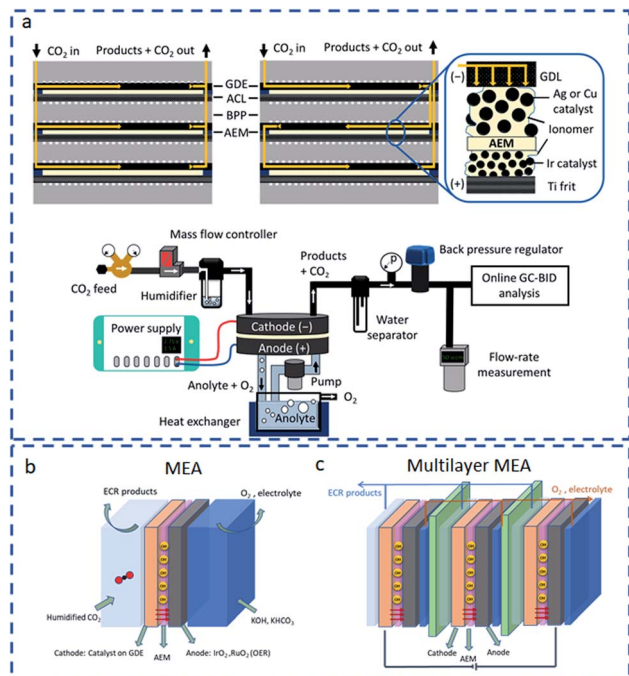 a
CO2 in Products + CO2 out
CO2 in Products + CO2 out
GDE
ACL
BPP
AEM
(−)
GDL
Ag or Cu
catalyst
Ionomer
AEM
Ir catalyst
(+)
Ti frit
Mass flow controller
CO2 feed
Humidifier
Products
+ CO2
P
Back pressure regulator
Online GC-BID
analysis
Water
separator
Flow-rate
measurement
Power supply
Cathode (−)
Anode (+)
Anolyte + O2
Pump
O2
Heat exchanger
Anolyte
b
MEA
ECR products
O2 , electrolyte
Humidified CO2
KOH, KHCO3
Cathode: Catalyst on GDE
AEM
Anode: IrO2 ,RuO2 (OER)
c
Multilayer MEA
ECR products
O2 , electrolyte
Cathode
AEM
Anode